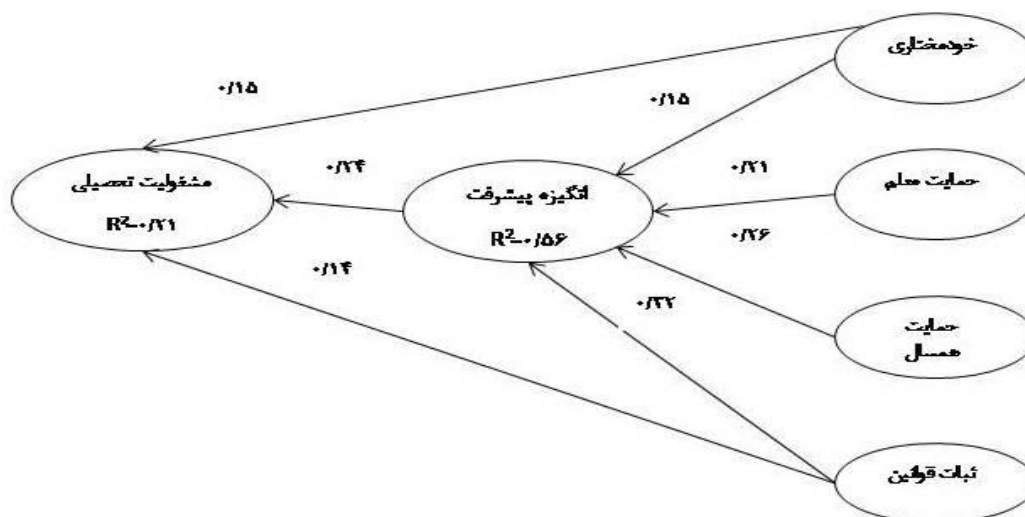 خودمختاری
۰/۱۵
۰/۱۵
حمایت معلم
۰/۲۱
۰/۲۴
مشغولیت تحصیلی
R²=۰/۲۱
انگیزه پیشرفت
R²=۰/۵۶
۰/۲۶
۰/۱۴
۰/۲۲
حمایت
همسال
ثبات قوانین